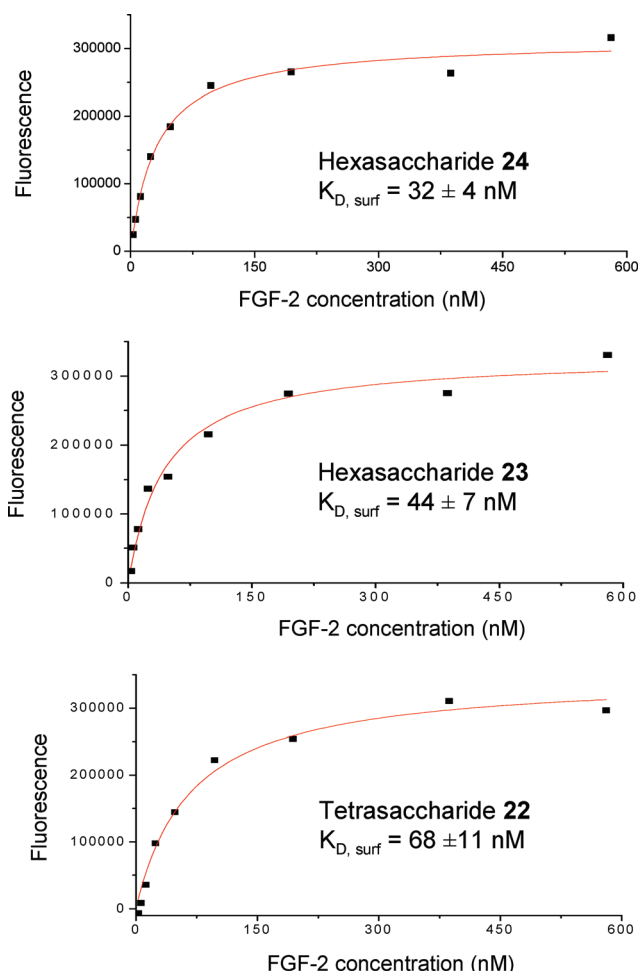 Fluorescence
300000
200000
100000
0
0
150
300
450
600
Hexasaccharide 24
K_D, surf = 32 ± 4 nM
FGF-2 concentration (nM)
Fluorescence
300000
200000
100000
0
0
150
300
450
600
Hexasaccharide 23
K_D, surf = 44 ± 7 nM
FGF-2 concentration (nM)
Fluorescence
300000
200000
100000
0
0
150
300
450
600
Tetrasaccharide 22
K_D, surf = 68 ±11 nM
FGF-2 concentration (nM)